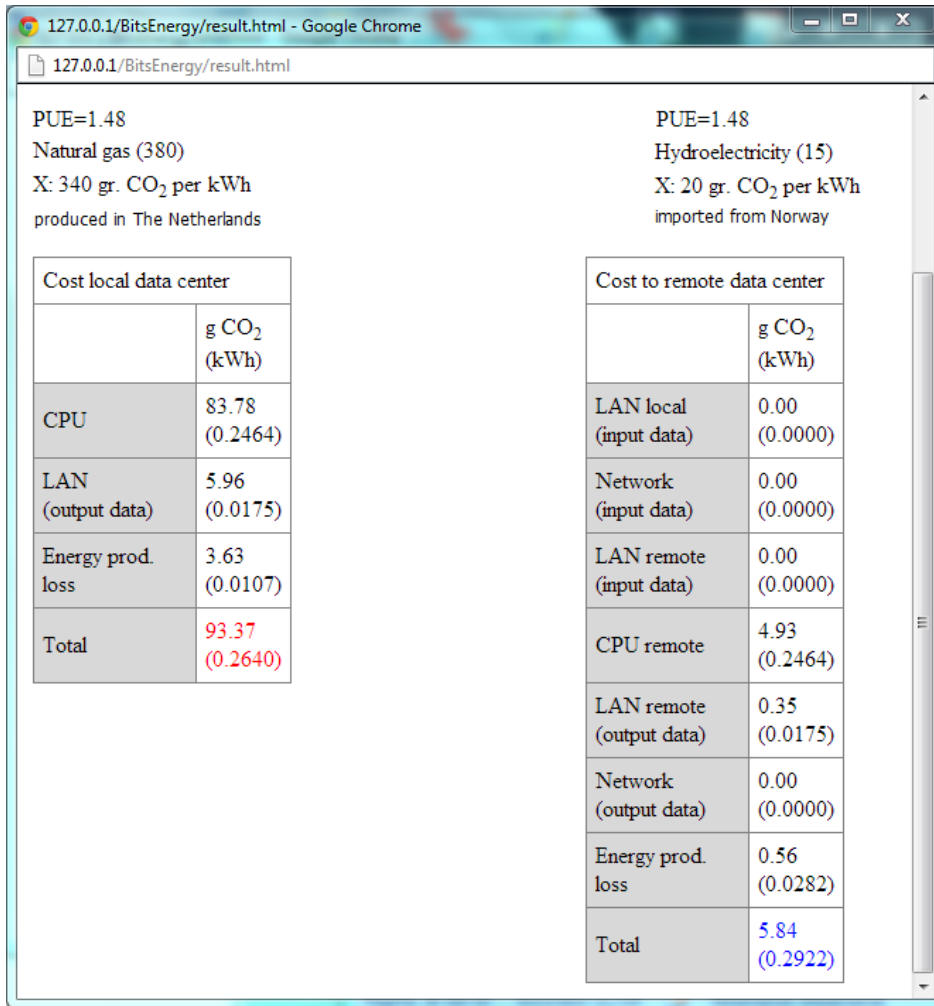 127.0.0.1/BitsEnergy/result.html - Google Chrome
127.0.0.1/BitsEnergy/result.html
PUE=1.48
Natural gas (380)
X: 340 gr. CO₂ per kWh
produced in The Netherlands
PUE=1.48
Hydroelectricity (15)
X: 20 gr. CO₂ per kWh
imported from Norway
Cost local data center
g CO₂
(kWh)
CPU
83.78
(0.2464)
LAN
(output data)
5.96
(0.0175)
Energy prod.
loss
3.63
(0.0107)
Total
93.37
(0.2640)
Cost to remote data center
g CO₂
(kWh)
LAN local
(input data)
0.00
(0.0000)
Network
(input data)
0.00
(0.0000)
LAN remote
(input data)
0.00
(0.0000)
CPU remote
4.93
(0.2464)
LAN remote
(output data)
0.35
(0.0175)
Network
(output data)
0.00
(0.0000)
Energy prod.
loss
0.56
(0.0282)
Total
5.84
(0.2922)